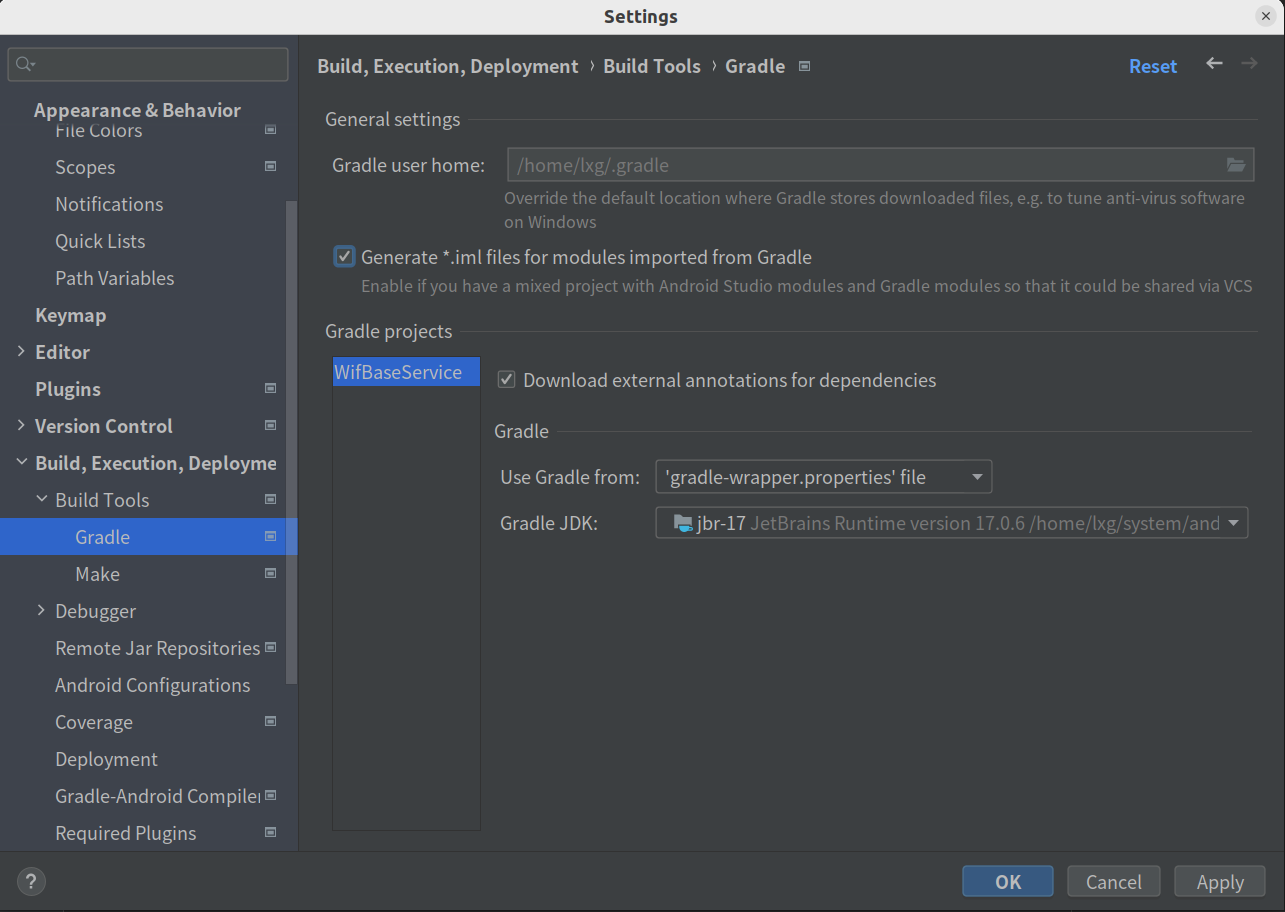 Settings
Build, Execution, Deployment › Build Tools › Gradle
Reset
Appearance & Behavior
File Colors
Scopes
Notifications
Quick Lists
Path Variables
Keymap
Editor
Plugins
Version Control
Build, Execution, Deployme
Build Tools
Gradle
Make
Debugger
Remote Jar Repositories
Android Configurations
Coverage
Deployment
Gradle-Android Compiler
Required Plugins
General settings
Gradle user home: /home/lxg/.gradle
Override the default location where Gradle stores downloaded files, e.g. to tune anti-virus software
on Windows
Generate *.iml files for modules imported from Gradle
Enable if you have a mixed project with Android Studio modules and Gradle modules so that it could be shared via VCS
Gradle projects
WifBaseService
Download external annotations for dependencies
Gradle
Use Gradle from: 'gradle-wrapper.properties' file
Gradle JDK: jbr-17 JetBrains Runtime version 17.0.6 /home/lxg/system/and
?
OK
Cancel
Apply